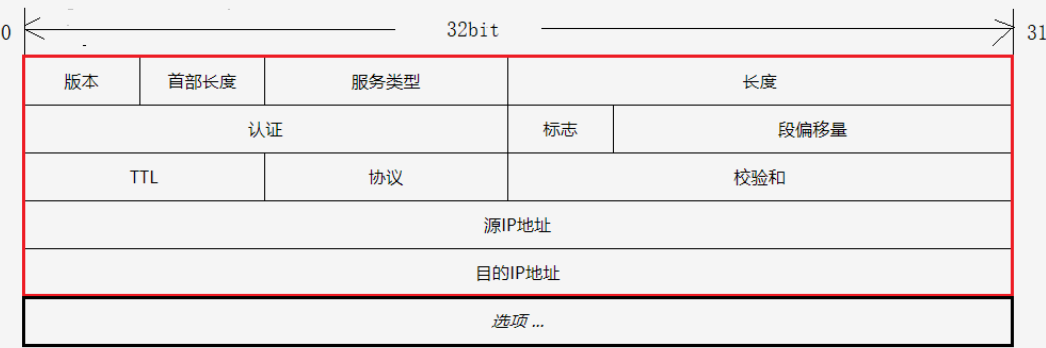 0 32bit 31
版本 首部长度 服务类型 长度
认证 标志 段偏移量
TTL 协议 校验和
源IP地址
目的IP地址
选项 ...